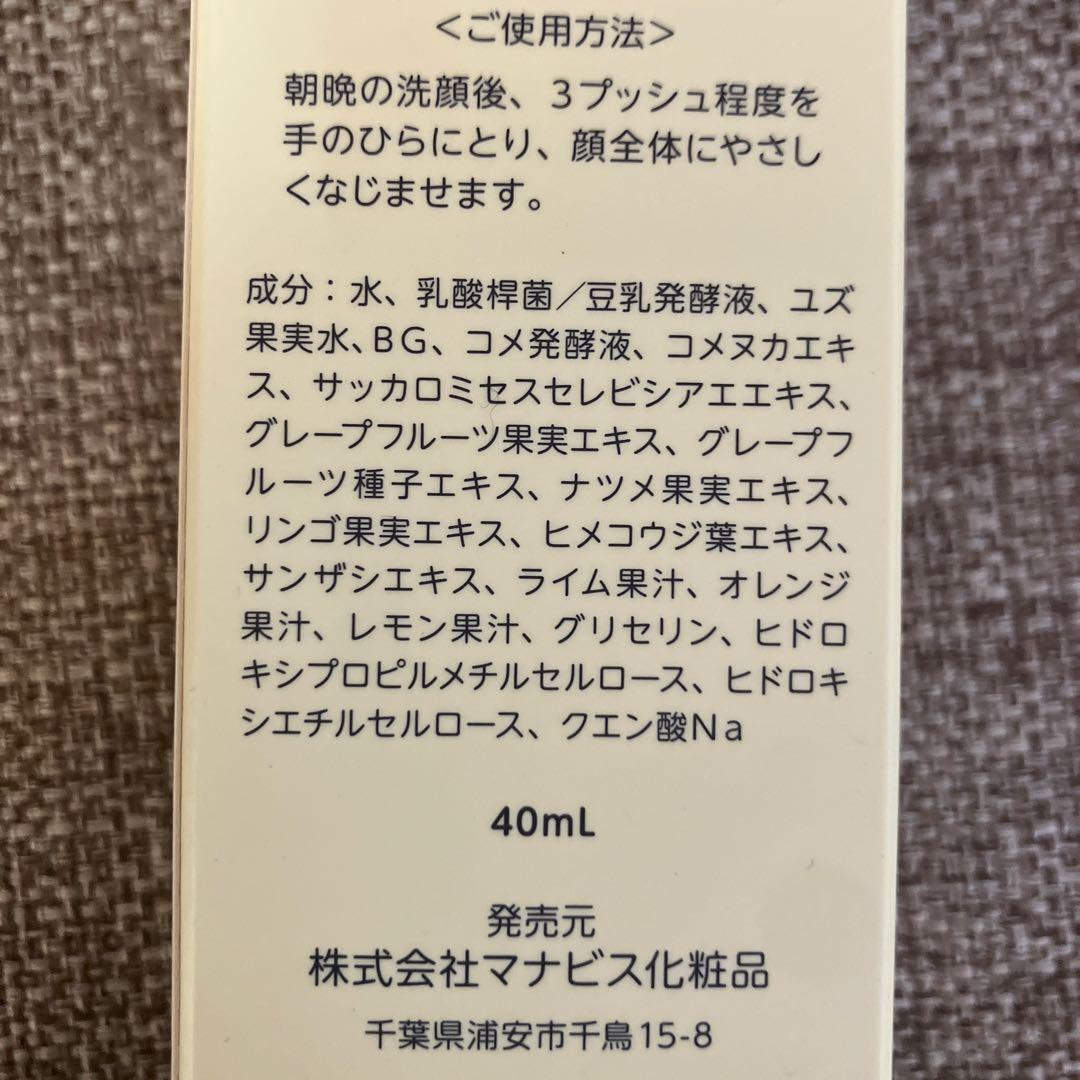 ＜ご使用方法＞
朝晩の洗顔後、３プッシュ程度を
手のひらにとり、顔全体にやさし
くなじませます。
成分：水、乳酸桿菌／豆乳発酵液、ユズ
果実水、ＢＧ、コメ発酵液、コメヌカエキ
ス、サッカロミセスセレビシアエエキス、
グレープフルーツ果実エキス、グレープフ
ルーツ種子エキス、ナツメ果実エキス、
リンゴ果実エキス、ヒメコウジ葉エキス、
サンザシエキス、ライム果汁、オレンジ
果汁、レモン果汁、グリセリン、ヒドロ
キシプロピルメチルセルロース、ヒドロキ
シエチルセルロース、クエン酸Ｎａ
40mL
発売元
株式会社マナビス化粧品
千葉県浦安市千鳥15-8